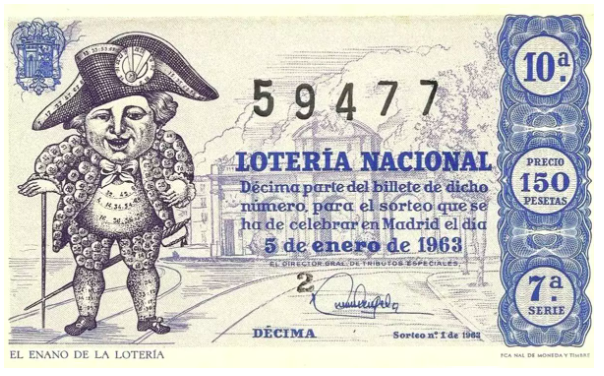 59477
10ª.
LOTERÍA NACIONAL
Décima parte del billete de dicho
número, para el sorteo que se
ha de celebrar en Madrid el día
5 de enero de 1963
EL DIRECTOR GRAL. DE TRIBUTOS ESPECIALES,
2
PRECIO
150
PESETAS
7ª
SERIE
DÉCIMA
Sorteo nº. 1 de 1963
EL ENANO DE LA LOTERÍA
FCA. NAL. DE MONEDA Y TIMBRE